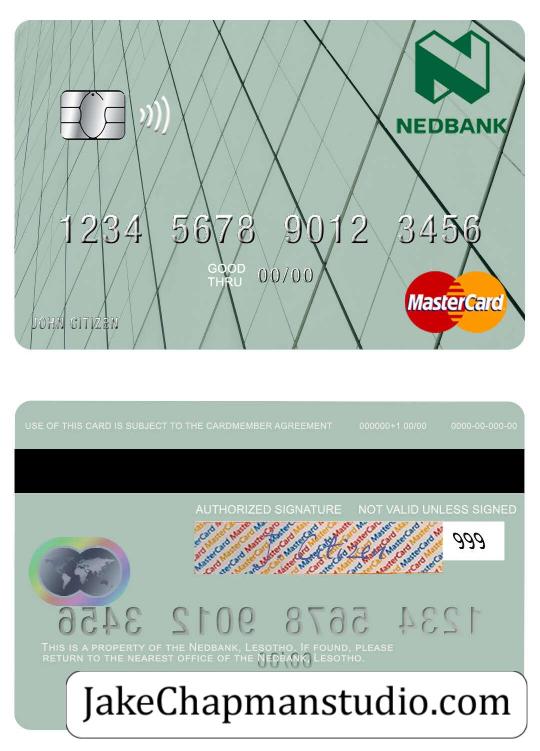 NEDBANK
1234 5678 9012 3456
GOOD
THRU 00/00
MasterCard
JOHN CITIZEN
USE OF THIS CARD IS SUBJECT TO THE CARDMEMBER AGREEMENT 000000+1 00/00 0000-00-000-00
AUTHORIZED SIGNATURE NOT VALID UNLESS SIGNED
J. Citizen 999
1234 5678 9012 3456
THIS IS A PROPERTY OF THE NEDBANK, LESOTHO. IF FOUND, PLEASE
RETURN TO THE NEAREST OFFICE OF THE NEDBANK, LESOTHO.
00/00
JakeChapmanstudio.com